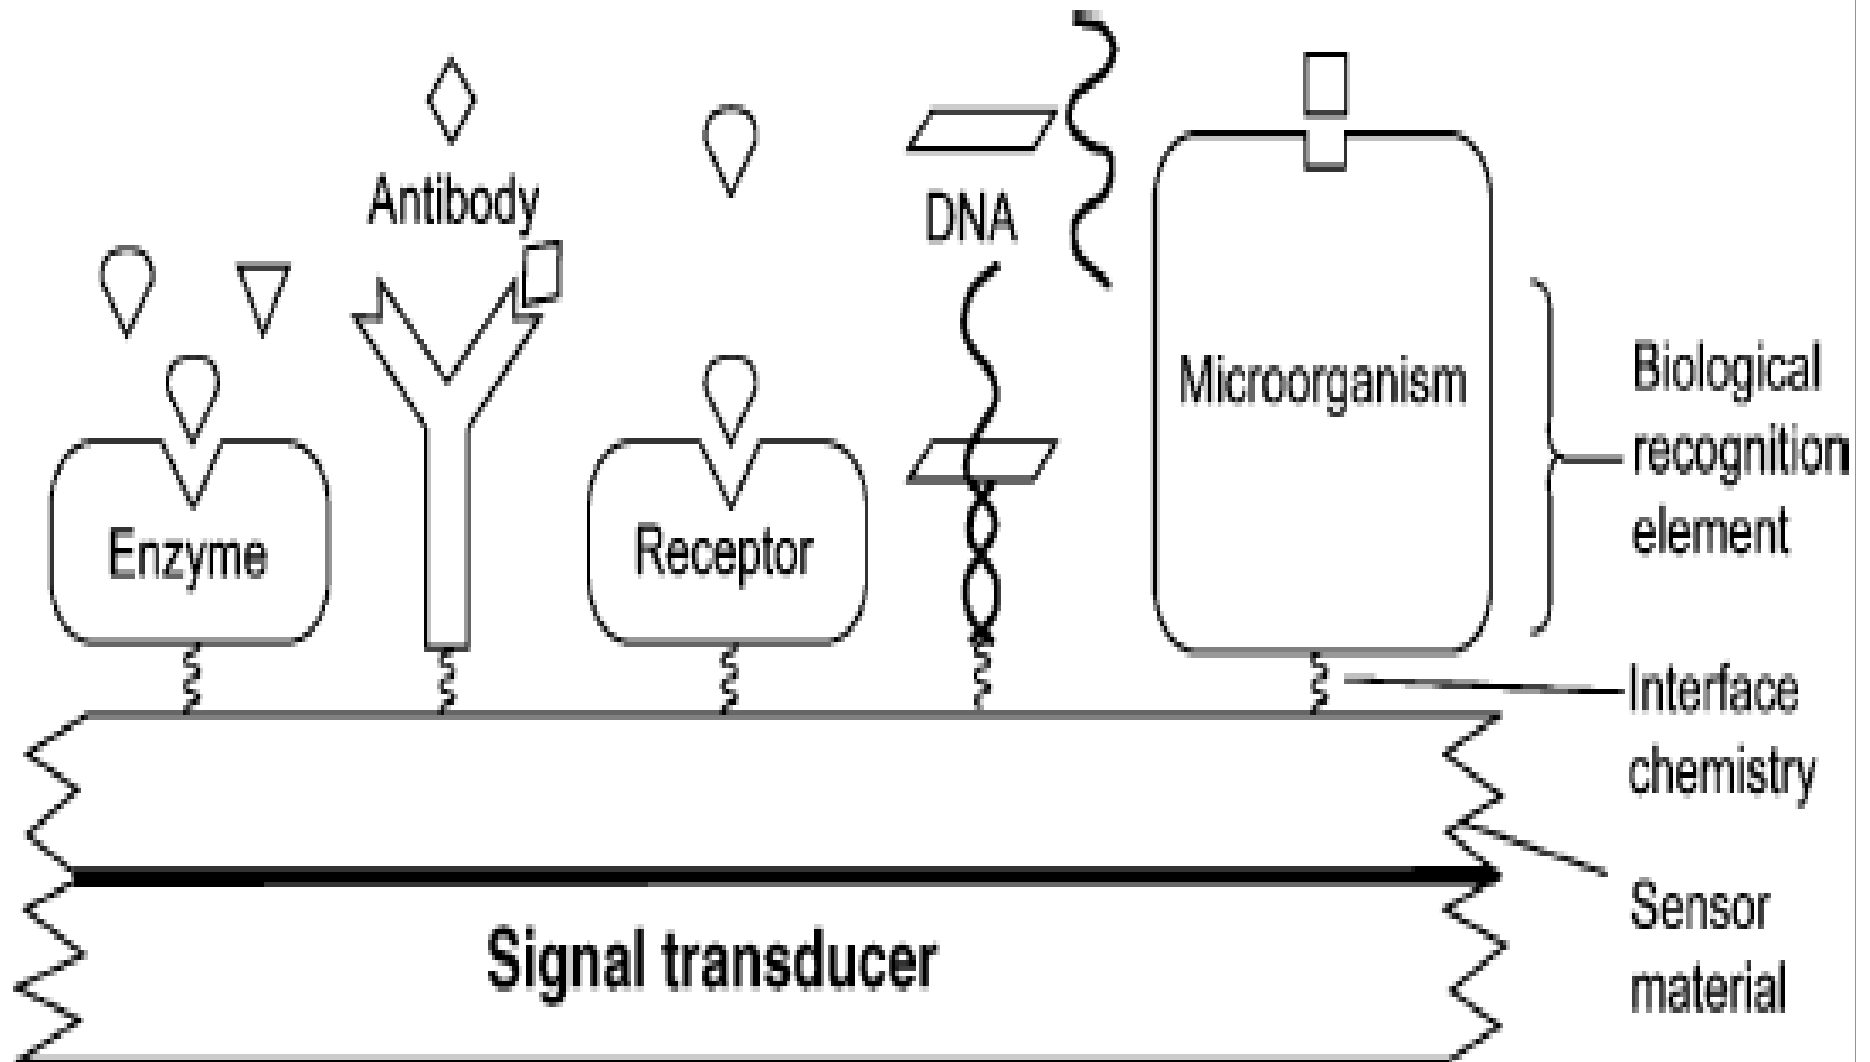 Antibody
DNA
Enzyme
Receptor
Microorganism
Biological
recognition
element
Interface
chemistry
Sensor
material
Signal transducer